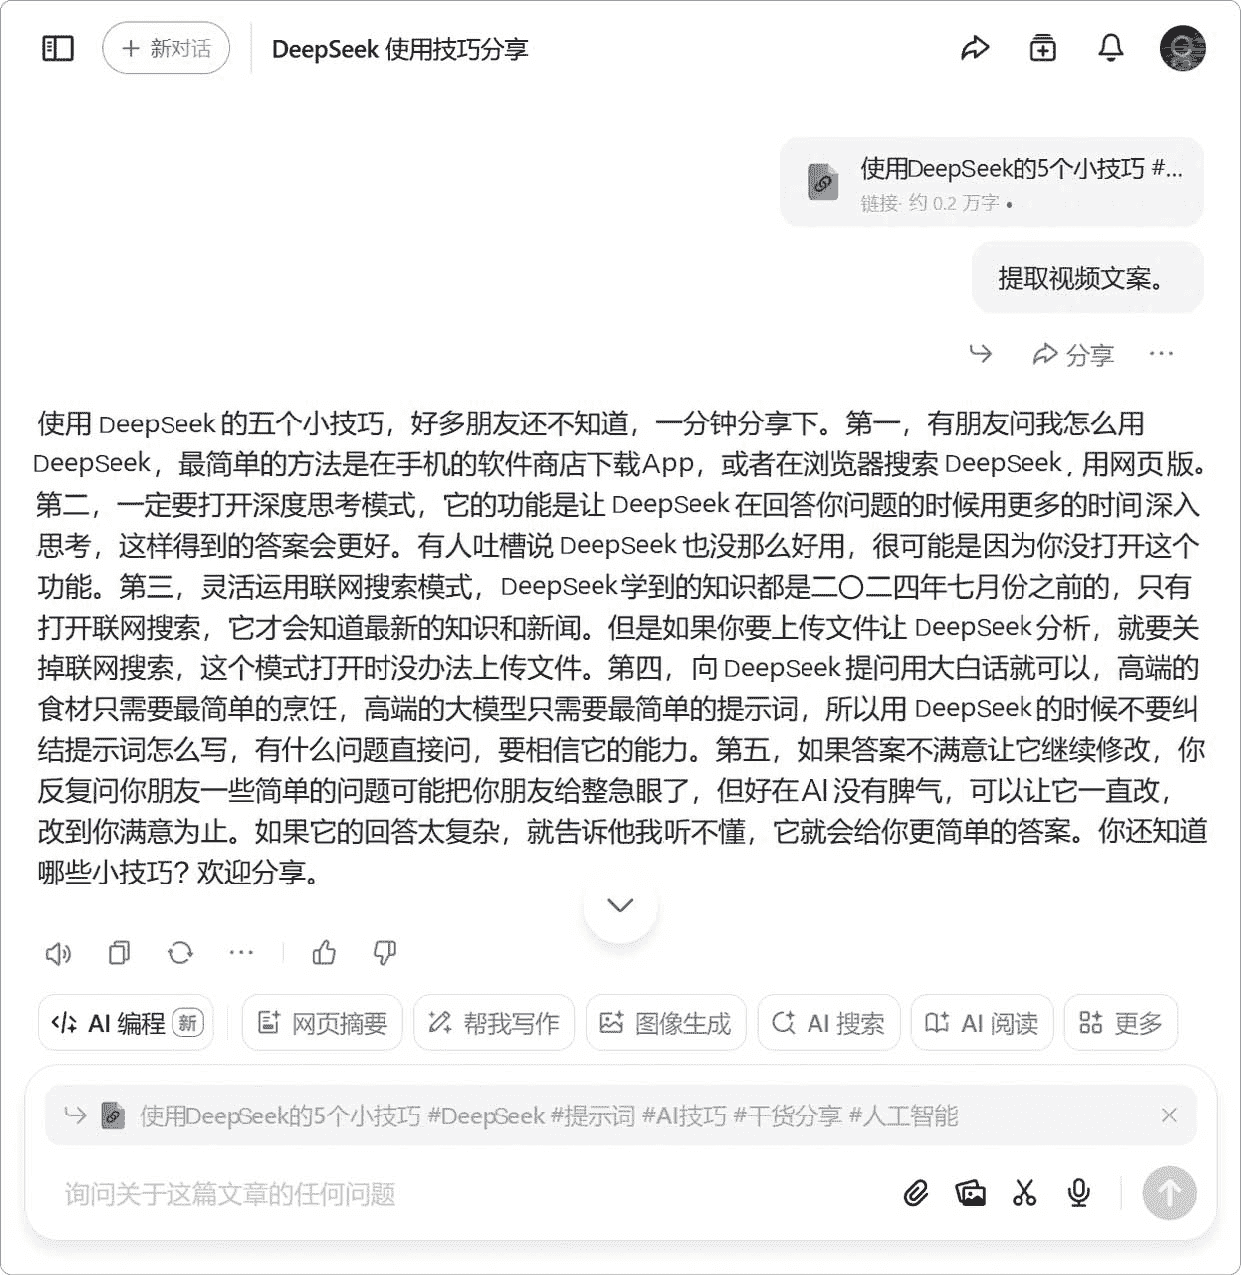 新对话
DeepSeek 使用技巧分享
使用DeepSeek的5个小技巧 #...
链接· 约 0.2 万字 •
提取视频文案。
分享
使用 DeepSeek 的五个小技巧，好多朋友还不知道，一分钟分享下。第一，有朋友问我怎么用
DeepSeek，最简单的方法是在手机的软件商店下载App，或者在浏览器搜索 DeepSeek，用网页版。
第二，一定要打开深度思考模式，它的功能是让 DeepSeek 在回答你问题的时候用更多的时间深入
思考，这样得到的答案会更好。有人吐槽说 DeepSeek 也没那么好用，很可能是因为你没打开这个
功能。第三，灵活运用联网搜索模式，DeepSeek学到的知识都是二〇二四年七月份之前的，只有
打开联网搜索，它才会知道最新的知识和新闻。但是如果你要上传文件让 DeepSeek 分析，就要关
掉联网搜索，这个模式打开时没办法上传文件。第四，向 DeepSeek 提问用大白话就可以，高端的
食材只需要最简单的烹饪，高端的大模型只需要最简单的提示词，所以用 DeepSeek 的时候不要纠
结提示词怎么写，有什么问题直接问，要相信它的能力。第五，如果答案不满意让它继续修改，你
反复问你朋友一些简单的问题可能把你朋友给整急眼了，但好在AI 没有脾气，可以让它一直改，
改到你满意为止。如果它的回答太复杂，就告诉他我听不懂，它就会给你更简单的答案。你还知道
哪些小技巧? 欢迎分享。
AI 编程 新 网页摘要 帮我写作 图像生成 AI 搜索 AI 阅读 更多
使用DeepSeek的5个小技巧 #DeepSeek #提示词 #AI技巧 #干货分享 #人工智能
询问关于这篇文章的任何问题